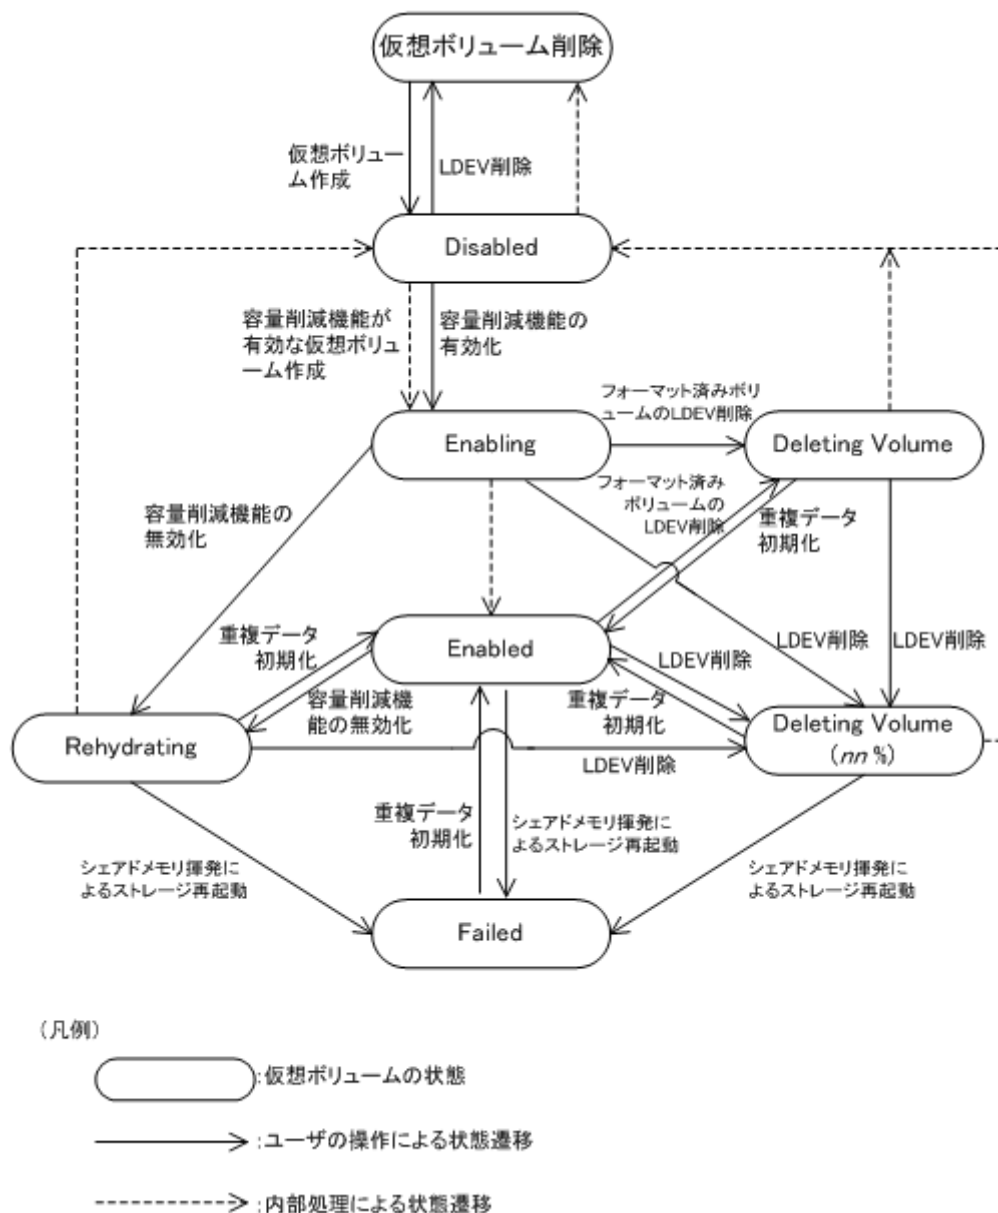 仮想ボリューム削除
仮想ボリュー
ム作成
LDEV削除
Disabled
容量削減機能が
有効な仮想ボリュ
ーム作成
容量削減機能の
有効化
フォーマット済みボリ
ュームのLDEV削除
Enabling
Deleting Volume
フォーマット済み
ボリュームの
LDEV削除
重複データ
初期化
容量削減機能の
無効化
重複データ
初期化
Enabled
LDEV削除
LDEV削除
LDEV削除
容量削減機
能の無効化
重複データ
初期化
Rehydrating
Deleting Volume
(nn %)
LDEV削除
重複データ
初期化
シェアドメモリ揮発に
よるストレージ再起動
シェアドメモリ揮発に
よるストレージ再起動
シェアドメモリ揮発に
よるストレージ再起動
Failed
(凡例)
:仮想ボリュームの状態
:ユーザの操作による状態遷移
:内部処理による状態遷移